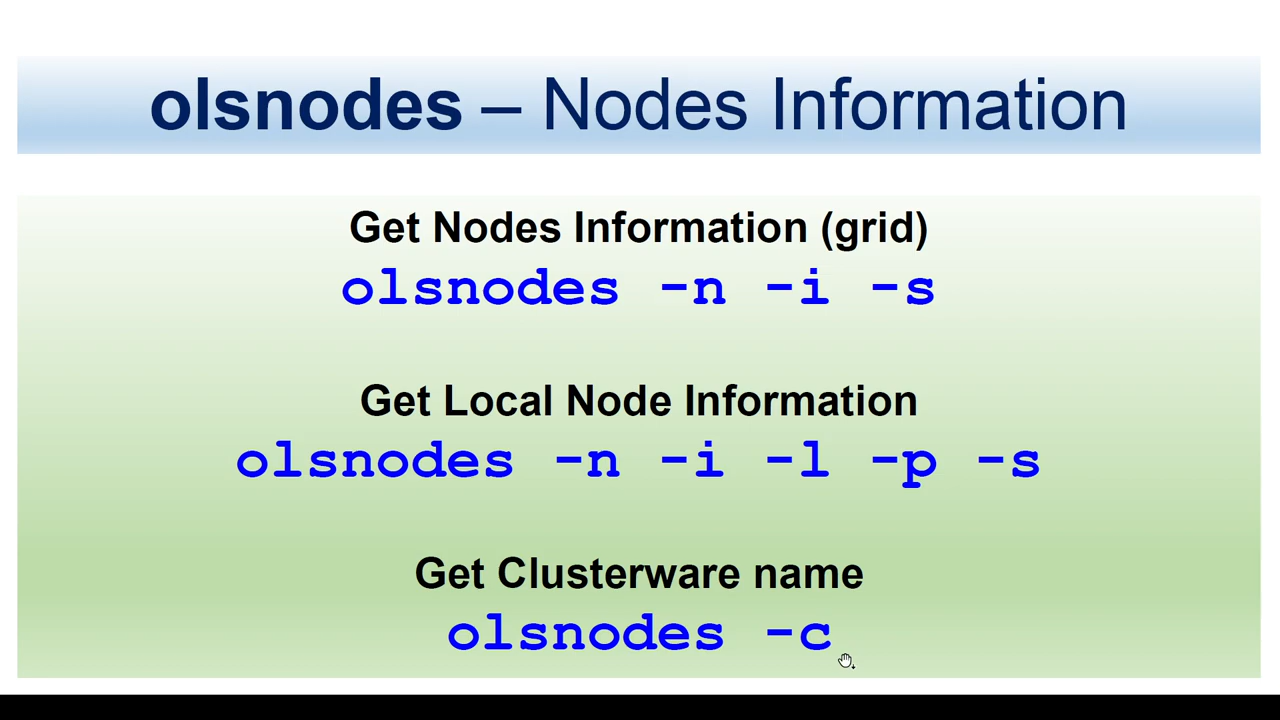 olsnodes – Nodes Information
Get Nodes Information (grid)
olsnodes -n -i -s
Get Local Node Information
olsnodes -n -i -l -p -s
Get Clusterware name
olsnodes -c